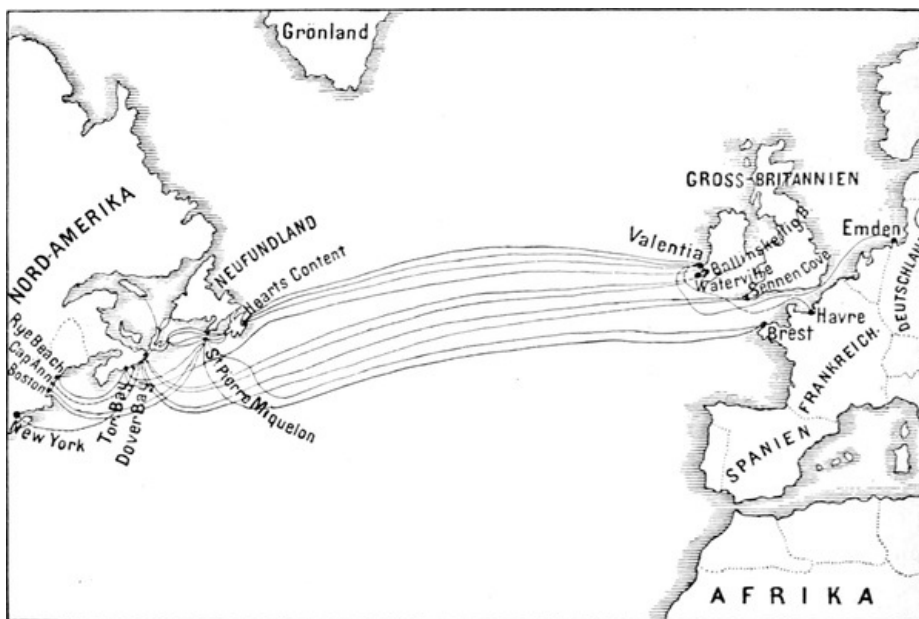 Grönland
NORD-AMERIKA
NEUFUNDLAND
Hearts Content
GROSS-BRITANNIEN
Emden
Valentia
Ballinskellig B
Waterville
Sennen Cove
DEUTSCHLAN
Havre
Brest
FRANKREICH
Rye Beach
Cap Ann
Boston
New York
Tor Bay
Dover Bay
St Pierre Miquelon
SPANIEN
AFRIKA